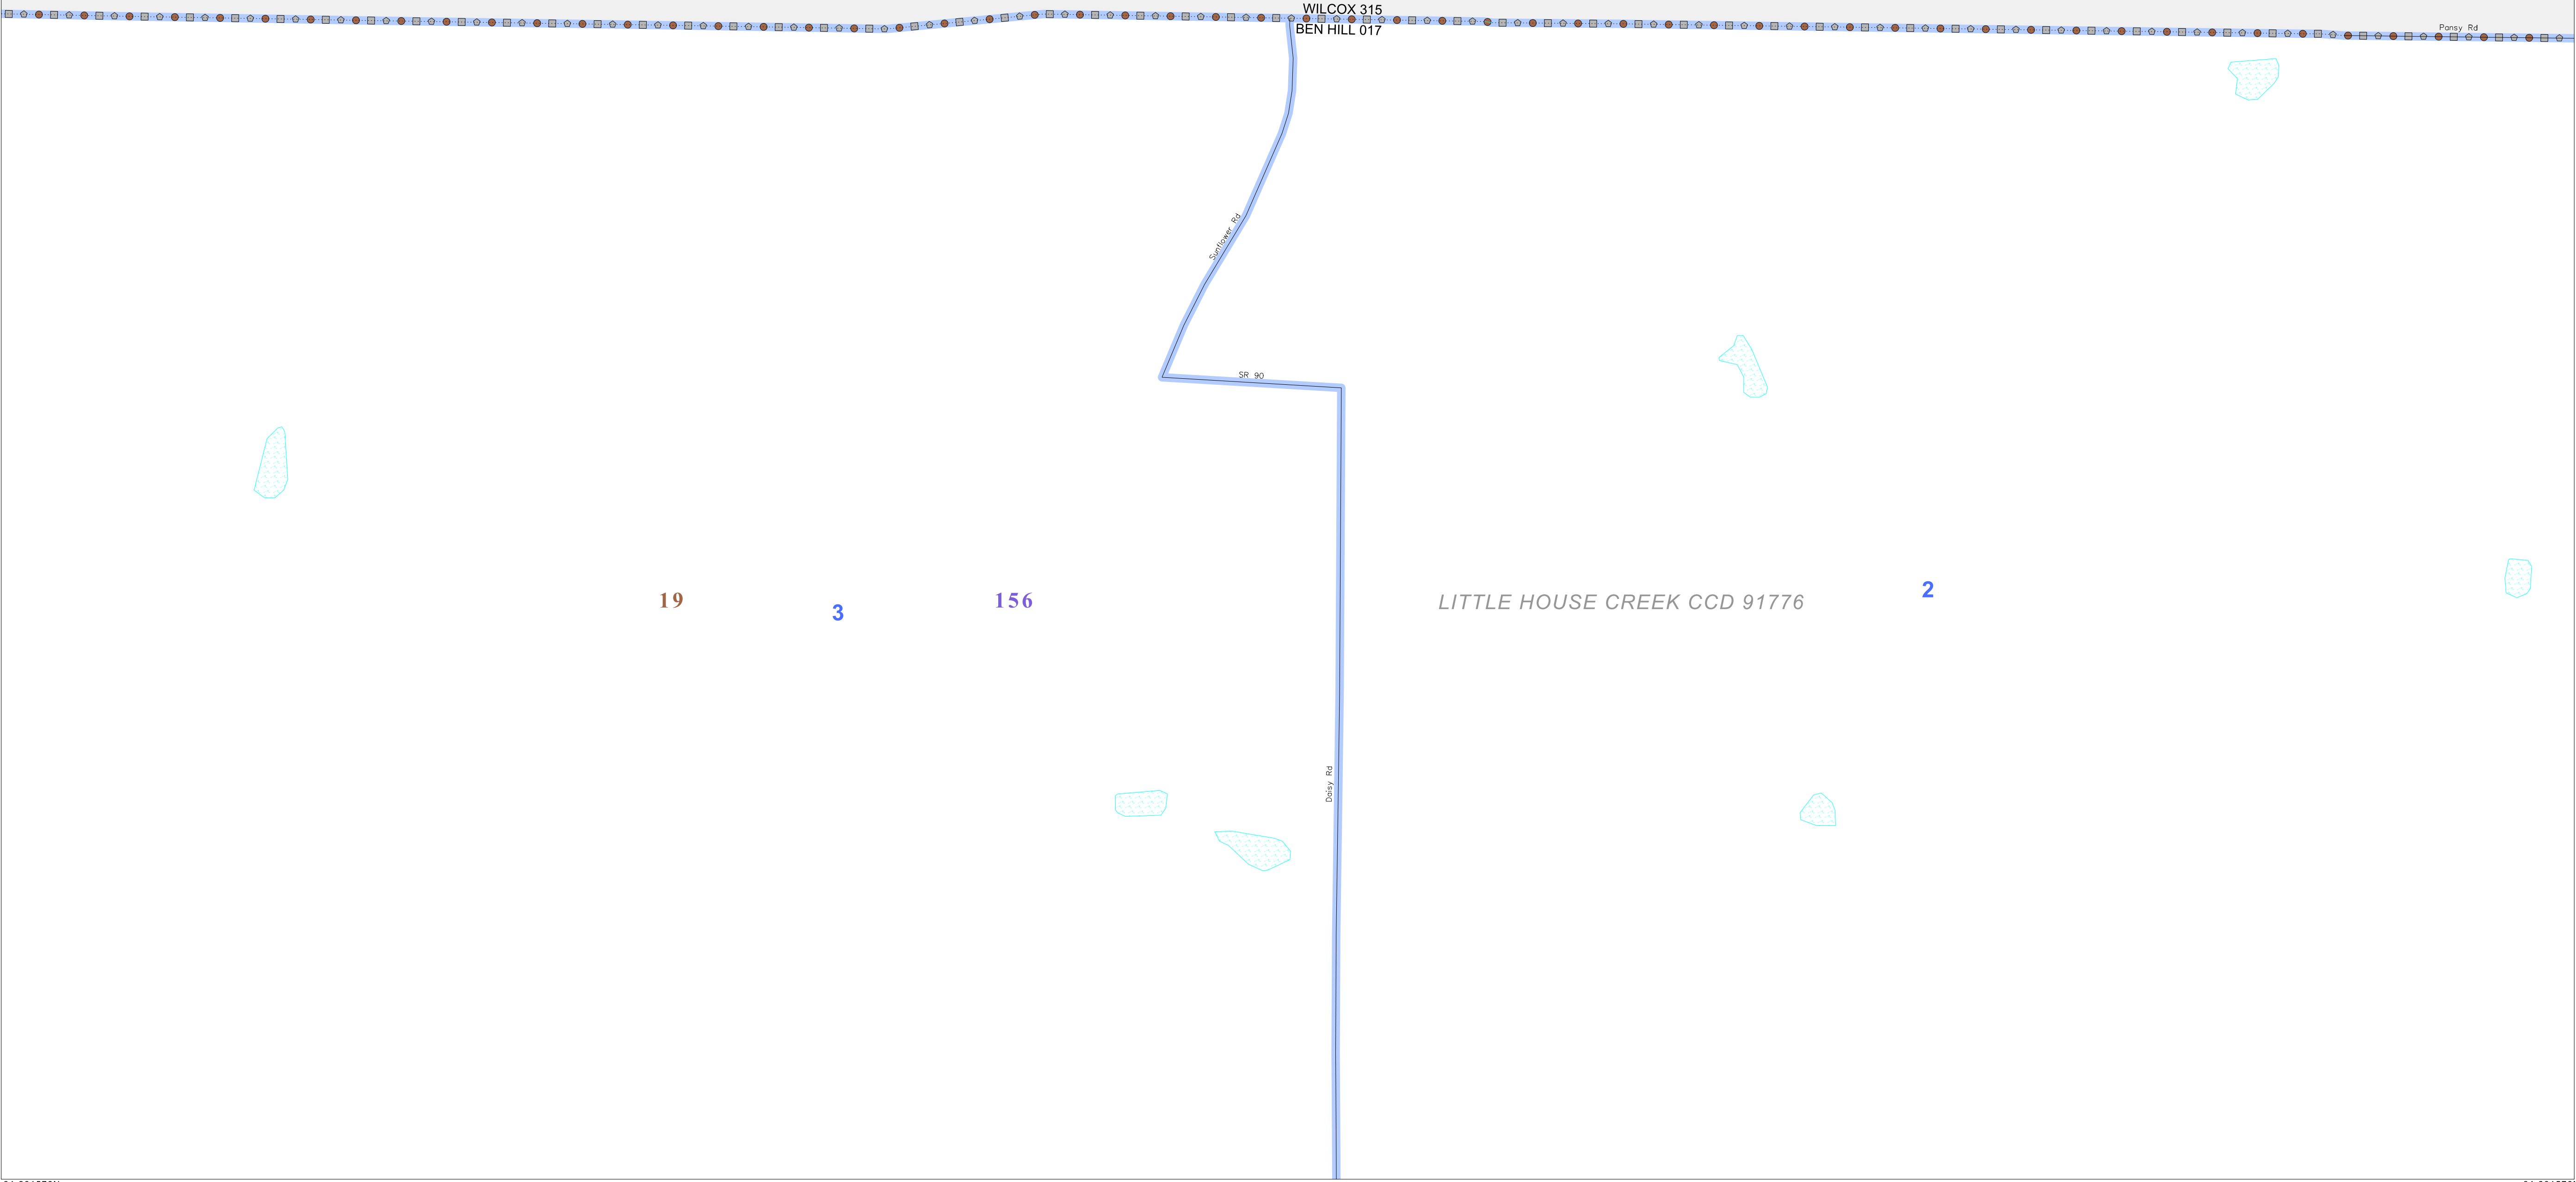 WILCOX 315
BEN HILL 017
Pansy Rd
Sunflower Rd
SR 90
19
3
156
LITTLE HOUSE CREEK CCD 91776
2
Daisy Rd